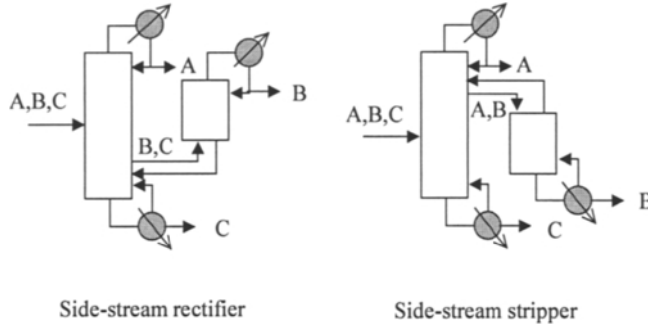 A
B
A,B,C
B,C
C
Side-stream rectifier
A
A,B
A,B,C
B
C
Side-stream stripper